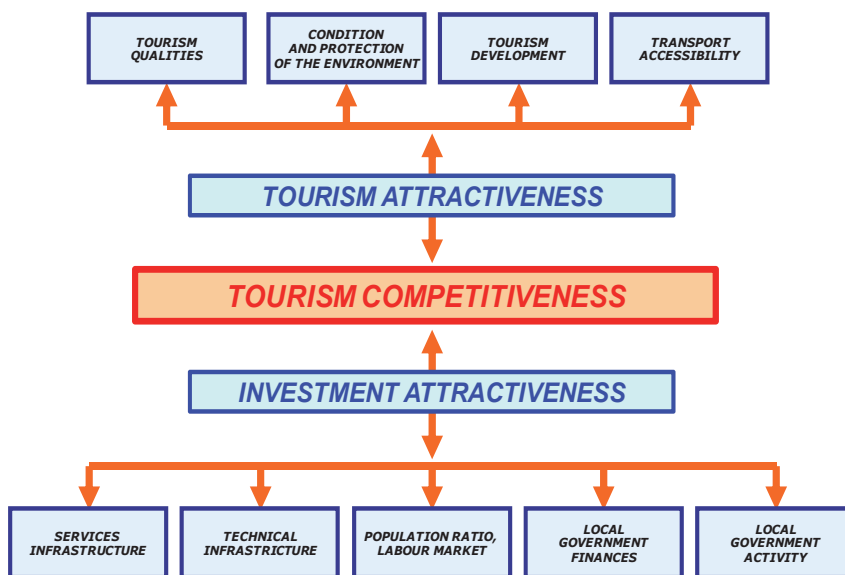 TOURISM
QUALITIES
CONDITION
AND PROTECTION
OF THE ENVIRONMENT
TOURISM
DEVELOPMENT
TRANSPORT
ACCESSIBILITY
TOURISM ATTRACTIVENESS
TOURISM COMPETITIVENESS
INVESTMENT ATTRACTIVENESS
SERVICES
INFRASTRUCTURE
TECHNICAL
INFRASTRICTURE
POPULATION RATIO,
LABOUR MARKET
LOCAL
GOVERNMENT
FINANCES
LOCAL
GOVERNMENT
ACTIVITY